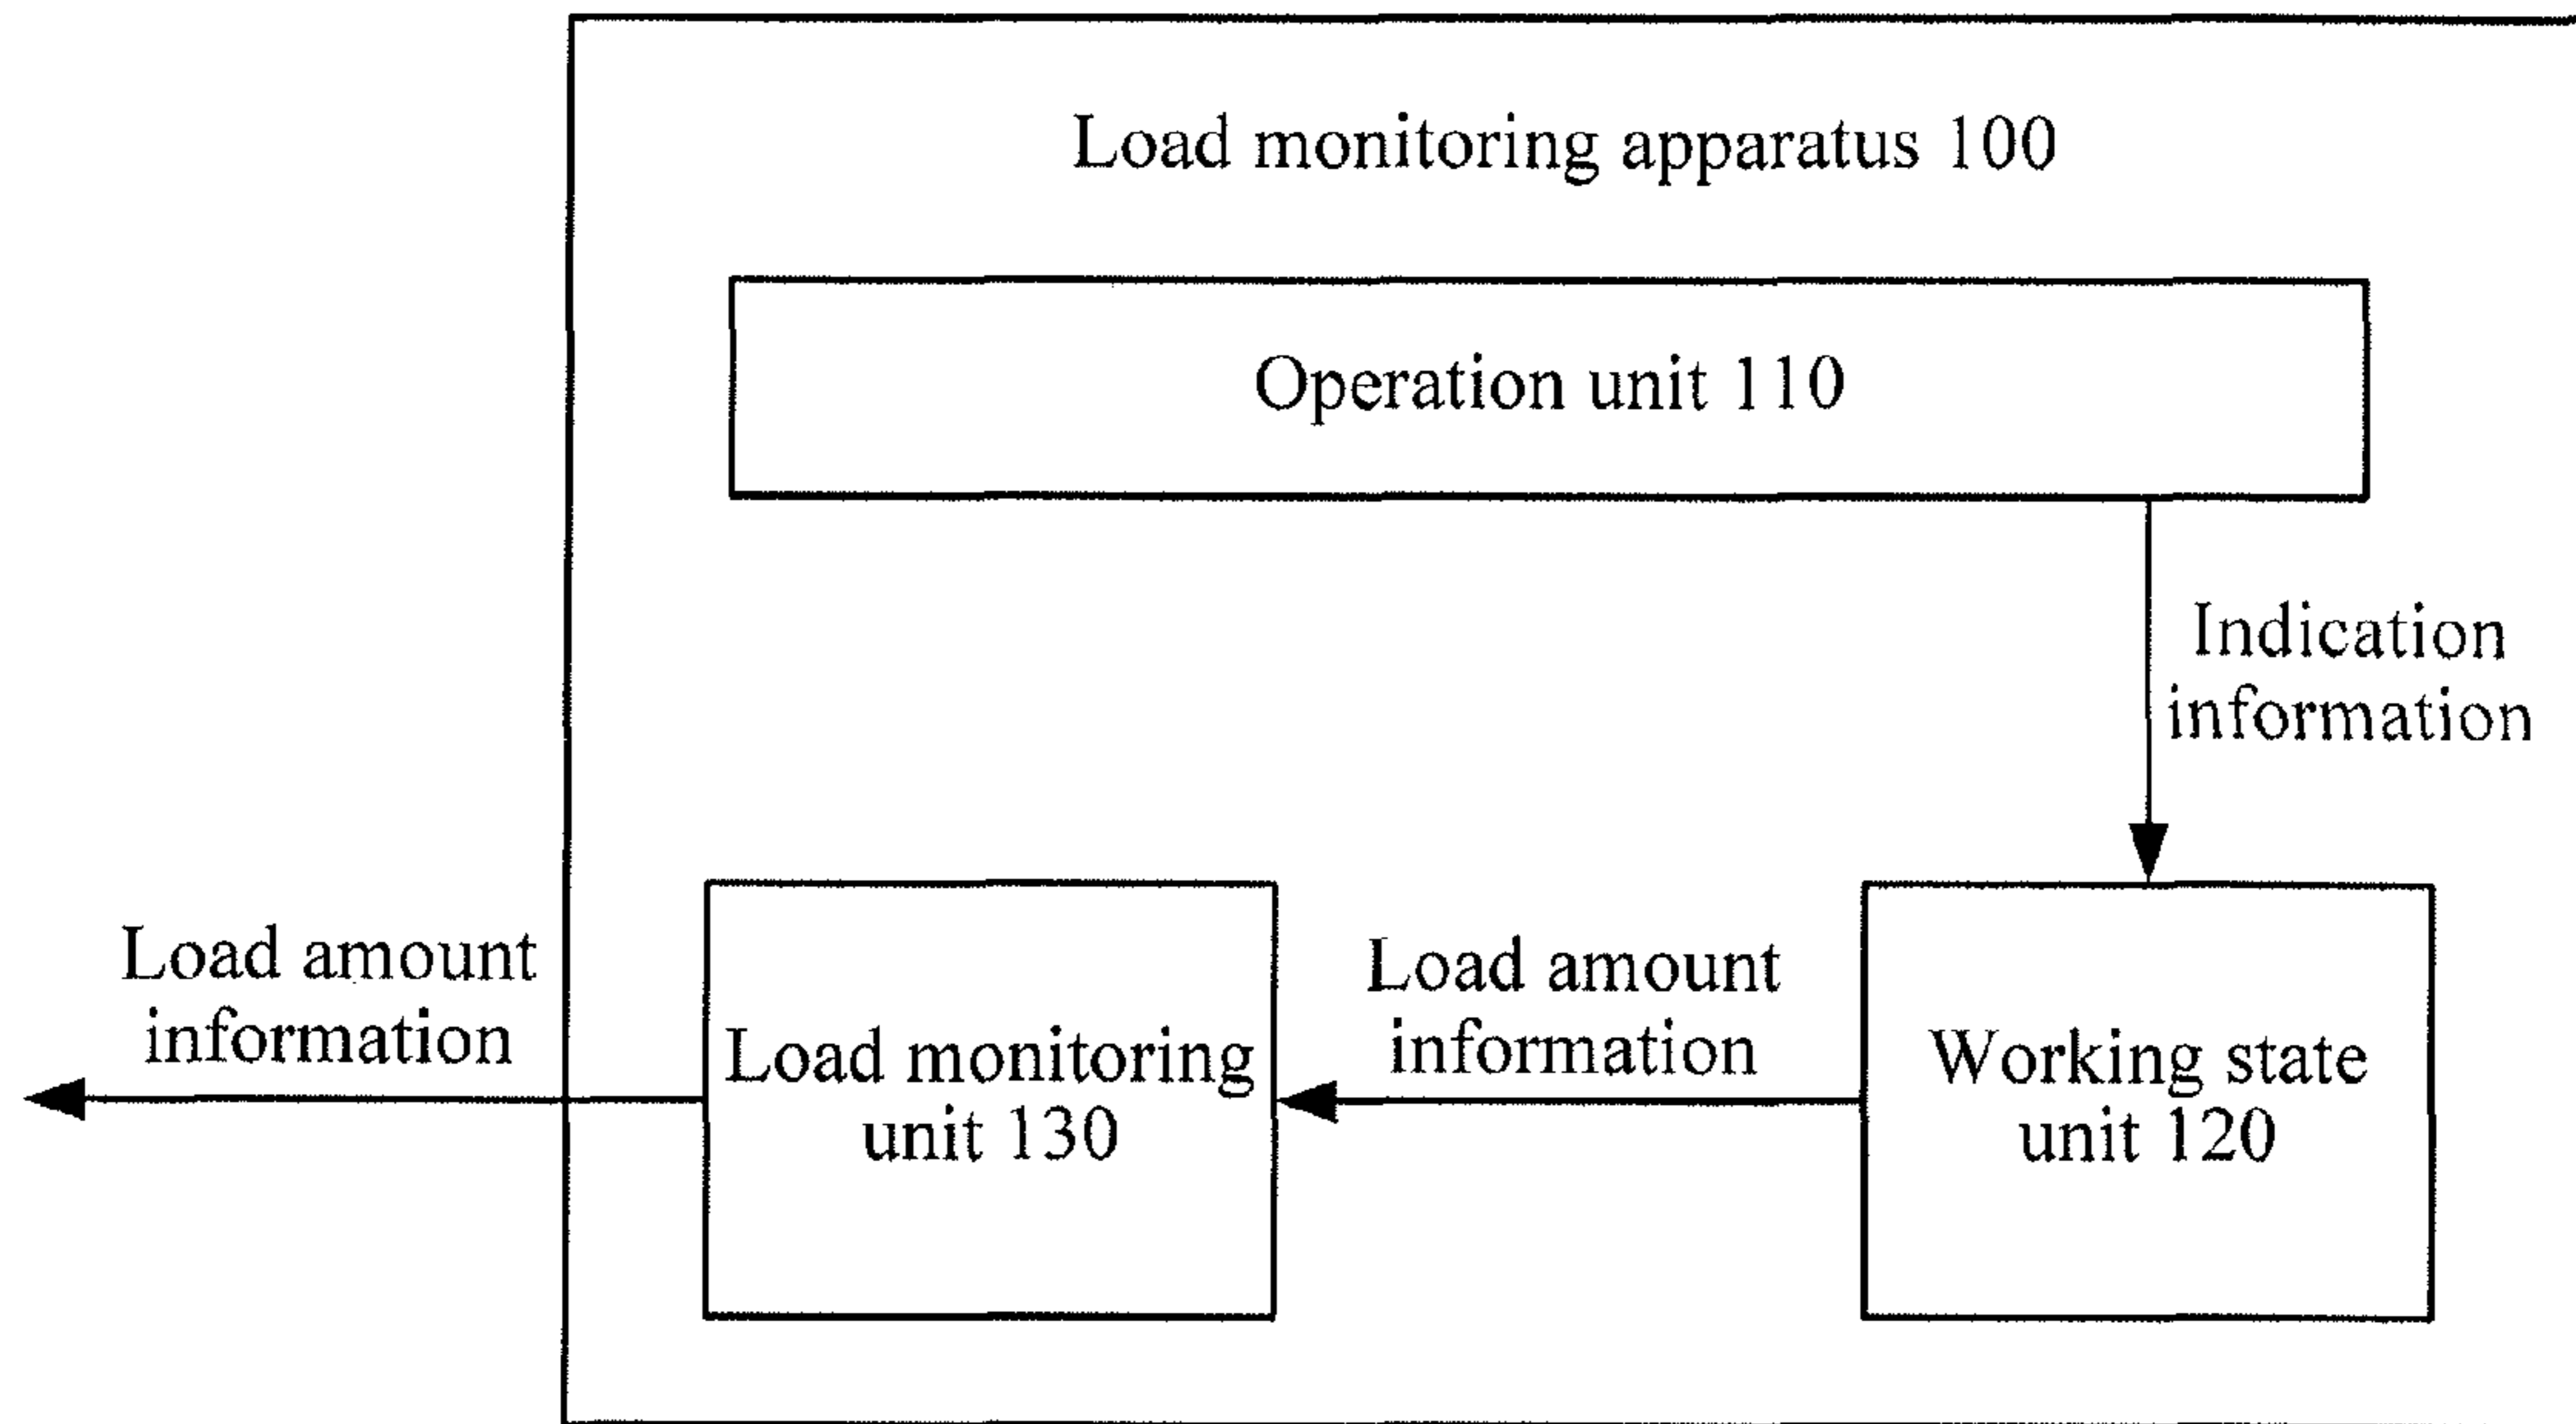 Load monitoring apparatus 100
Operation unit 110
Indication
information
Load amount
information
Load monitoring
unit 130
Load amount
information
Working state
unit 120